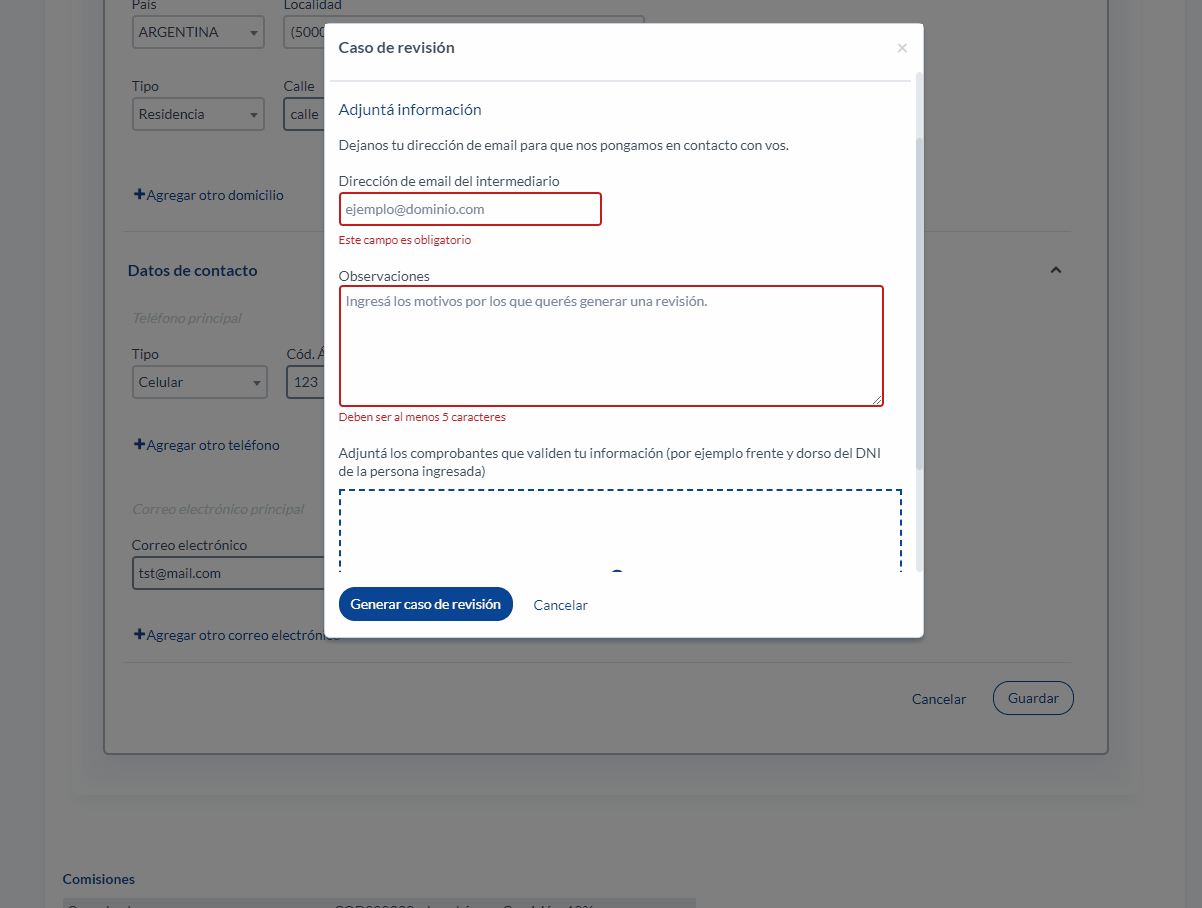 País
Localidad
ARGENTINA
(5000
Caso de revisión
×
Tipo
Calle
Residencia
calle
Adjuntá información
Dejanos tu dirección de email para que nos pongamos en contacto con vos.
Dirección de email del intermediario
+Agregar otro domicilio
ejemplo@dominio.com
Este campo es obligatorio
Datos de contacto
Observaciones
Ingresá los motivos por los que querés generar una revisión.
Teléfono principal
Tipo
Cód. Á
Celular
123
Deben ser al menos 5 caracteres
+Agregar otro teléfono
Adjuntá los comprobantes que validen tu información (por ejemplo frente y dorso del DNI
de la persona ingresada)
Correo electrónico principal
Correo electrónico
tst@mail.com
Generar caso de revisión
Cancelar
+Agregar otro correo electrónico
Cancelar
Guardar
Comisiones